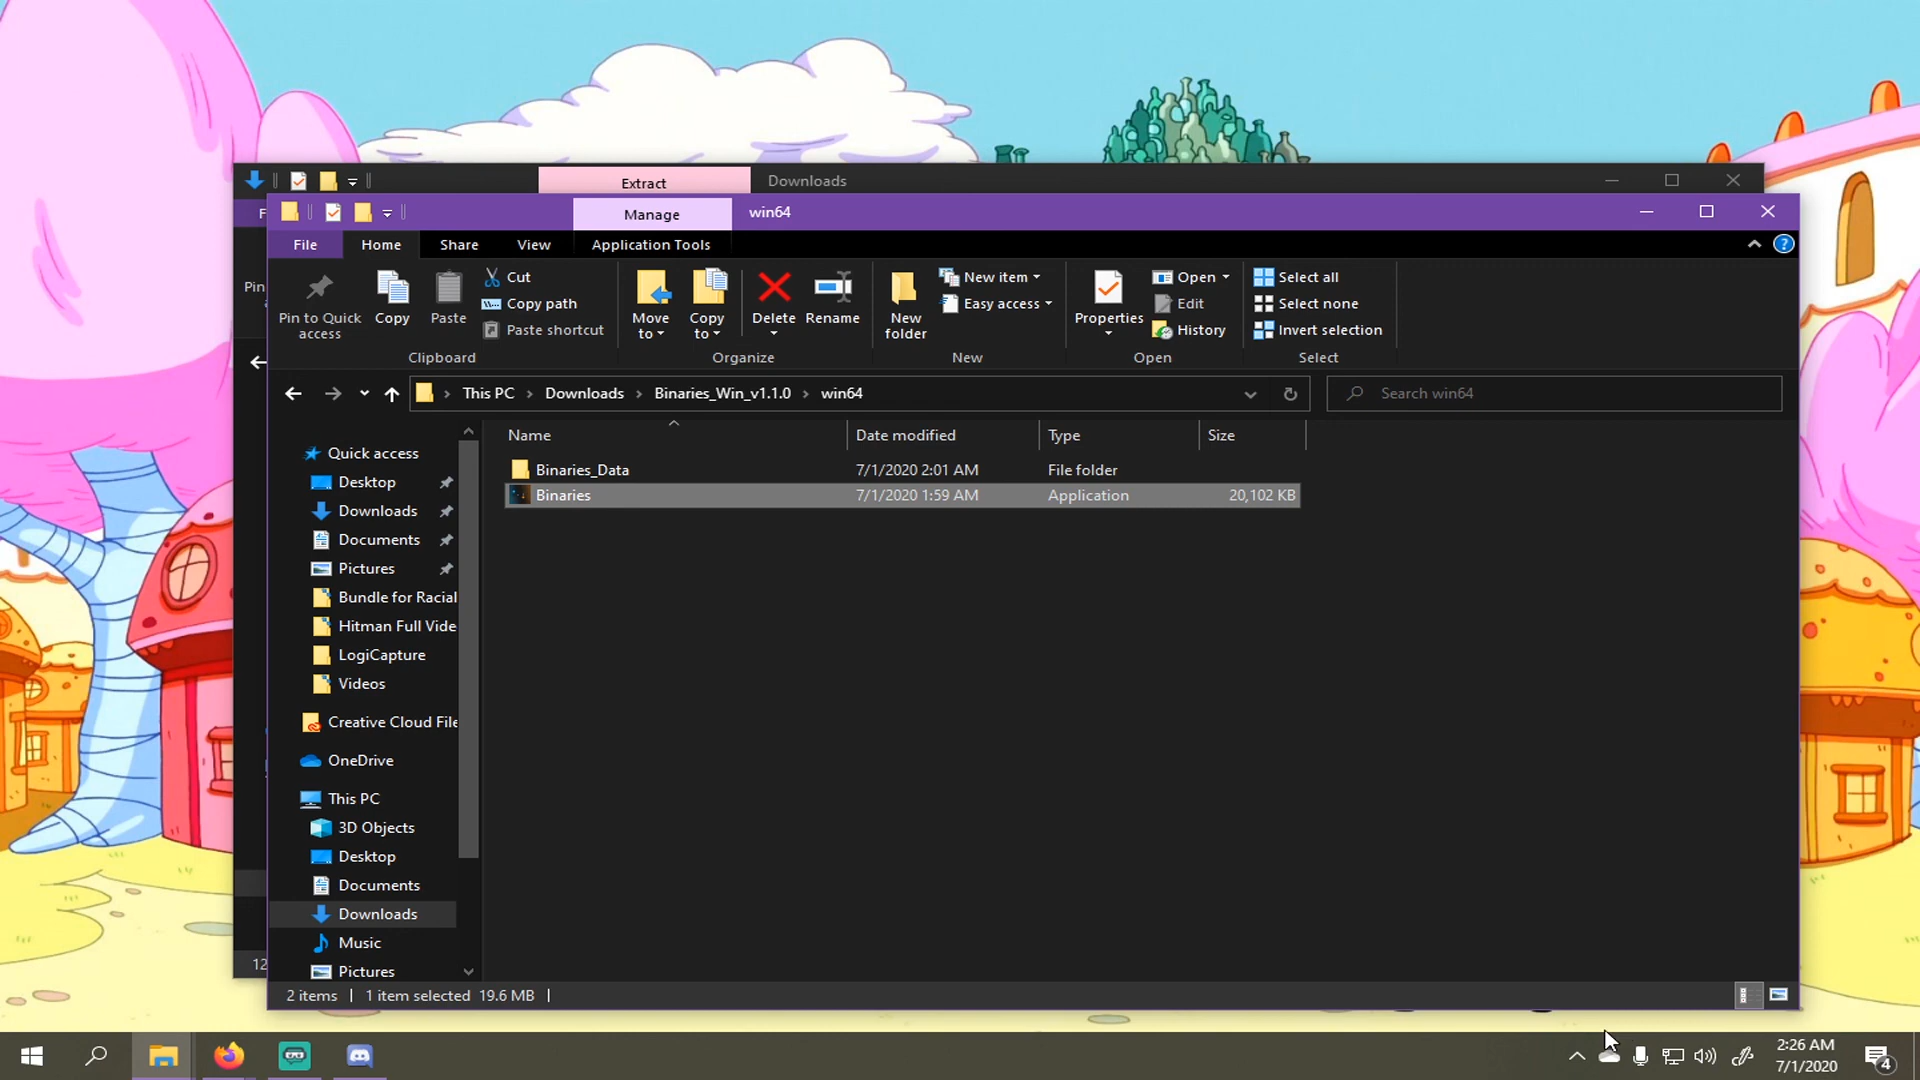 Extract Downloads
Manage win64
F
File Home Share View Application Tools
Pin
Pin to Quick access
Copy
Paste
Cut
Copy path
Paste shortcut
Move to
Copy to
Delete
Rename
New folder
New item
Easy access
Properties
Open
Edit
History
Select all
Select none
Invert selection
Clipboard Organize New Open Select
This PC > Downloads > Binaries_Win_v1.1.0 > win64
Search win64
Name Date modified Type Size
Binaries_Data 7/1/2020 2:01 AM File folder
Binaries 7/1/2020 1:59 AM Application 20,102 KB
Quick access
Desktop
Downloads
Documents
Pictures
Bundle for Racial
Hitman Full Vide
LogiCapture
Videos
Creative Cloud File
OneDrive
This PC
3D Objects
Desktop
Documents
Downloads
Music
Pictures
12
2 items 1 item selected 19.6 MB
2:26 AM
7/1/2020
4